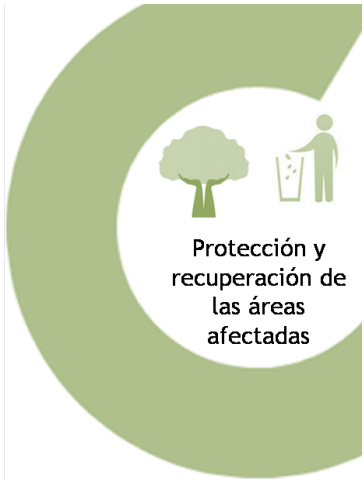 Protección y
recuperación de
las áreas
afectadas